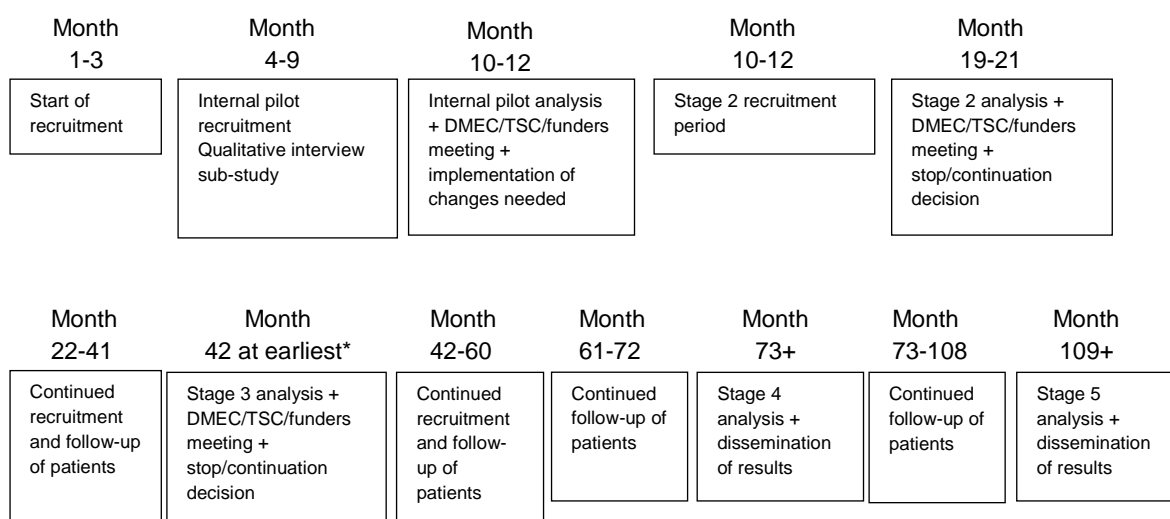 Month
1-3
Start of
recruitment
Month
4-9
Internal pilot
recruitment
Qualitative interview
sub-study
Month
10-12
Internal pilot analysis
+ DMEC/TSC/funders
meeting +
implementation of
changes needed
Month
10-12
Stage 2 recruitment
period
Month
19-21
Stage 2 analysis +
DMEC/TSC/funders
meeting +
stop/continuation
decision
Month
22-41
Continued
recruitment
and follow-up
of patients
Month
42 at earliest*
Stage 3 analysis +
DMEC/TSC/funders
meeting +
stop/continuation
decision
Month
42-60
Continued
recruitment
and follow-
up of
patients
Month
61-72
Continued
follow-up of
patients
Month
73+
Stage 4
analysis +
dissemination
of results
Month
73-108
Continued
follow-up of
patients
Month
109+
Stage 5
analysis +
dissemination
of results